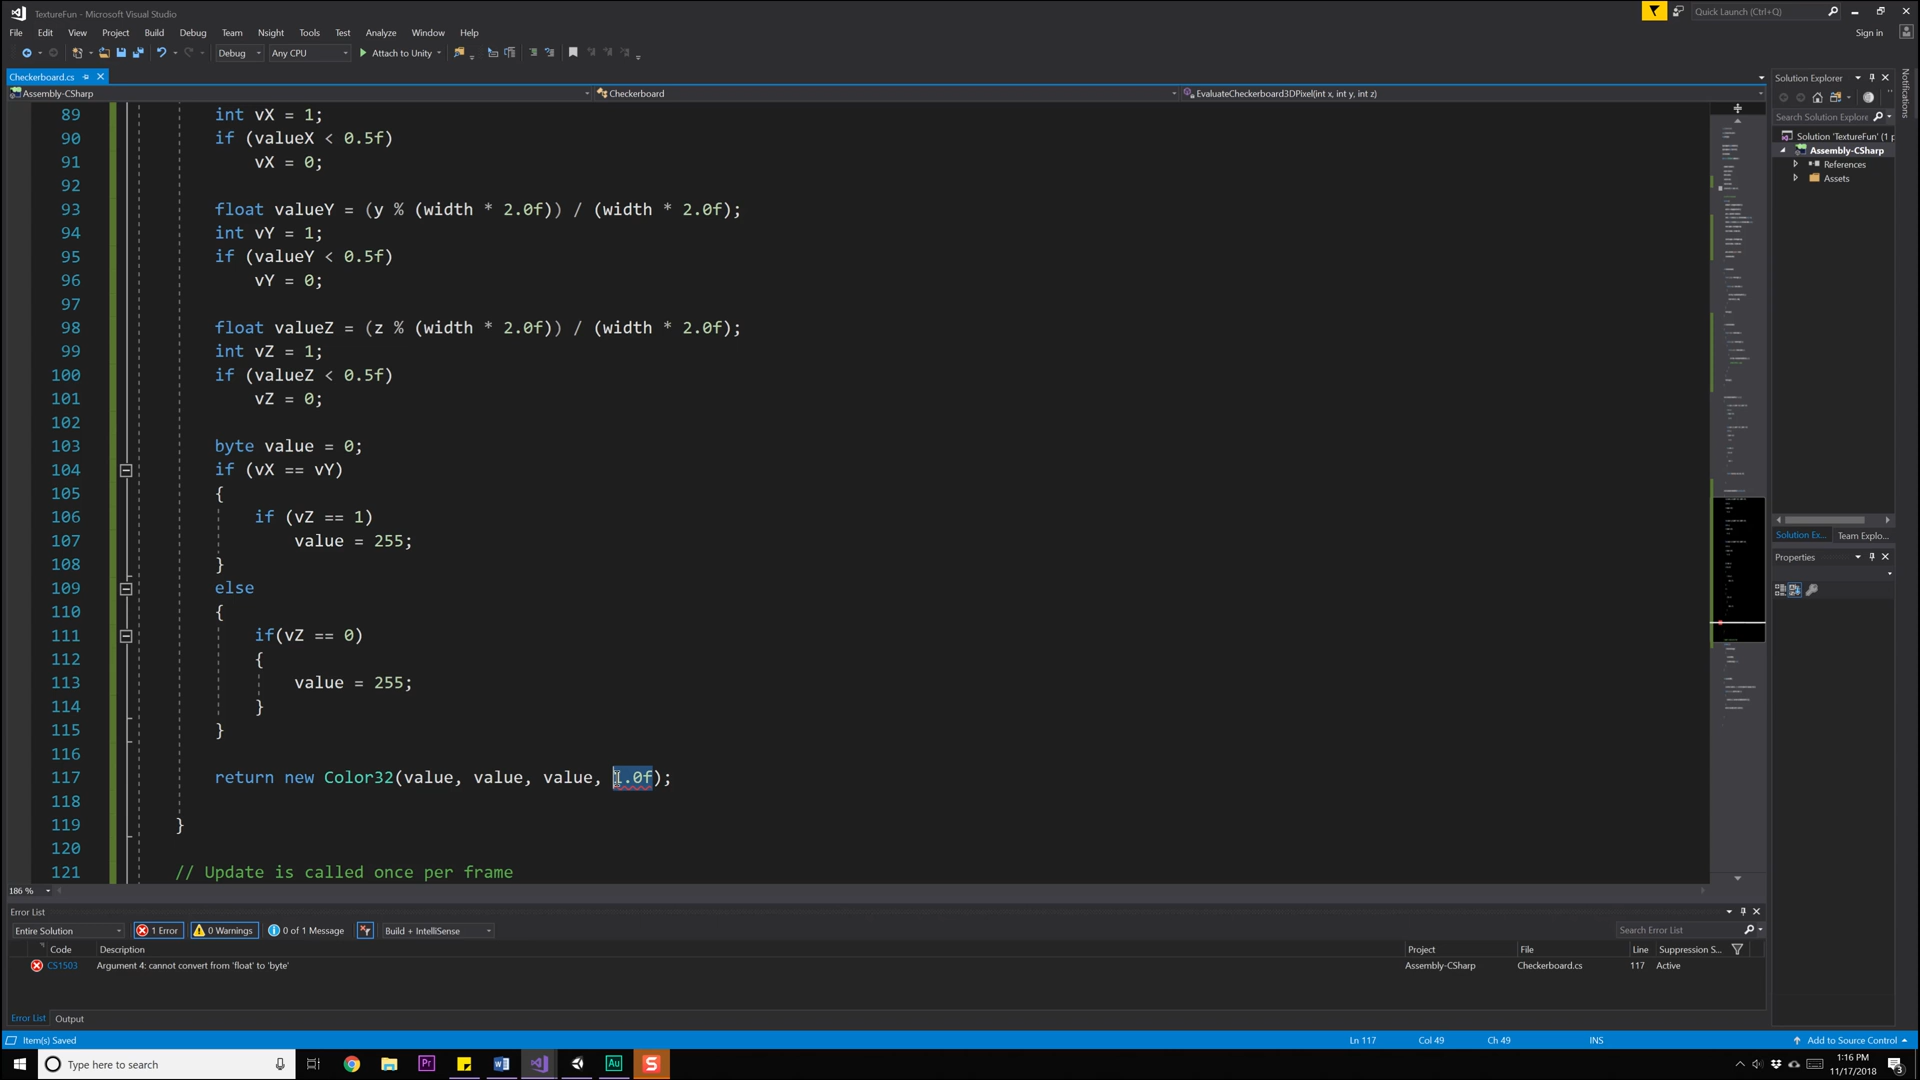 TextureFun - Microsoft Visual Studio
Quick Launch (Ctrl+Q)
File Edit View Project Build Debug Team Nsight Tools Test Analyze Window Help
Sign in
Debug Any CPU Attach to Unity
Checkerboard.cs
Assembly-CSharp Checkerboard EvaluateCheckerboard3DPixel(int x, int y, int z)
89 int vX = 1;
90 if (valueX < 0.5f)
91 vX = 0;
92
93 float valueY = (y % (width * 2.0f)) / (width * 2.0f);
94 int vY = 1;
95 if (valueY < 0.5f)
96 vY = 0;
97
98 float valueZ = (z % (width * 2.0f)) / (width * 2.0f);
99 int vZ = 1;
100 if (valueZ < 0.5f)
101 vZ = 0;
102
103 byte value = 0;
104 if (vX == vY)
105 {
106 if (vZ == 1)
107 value = 255;
108 }
109 else
110 {
111 if(vZ == 0)
112 {
113 value = 255;
114 }
115 }
116
117 return new Color32(value, value, value, 1.0f);
118
119 }
120
121 // Update is called once per frame
186 %
Solution Explorer
Search Solution Explore
Solution 'TextureFun' (1 p
Assembly-CSharp
References
Assets
Solution Ex... Team Explo...
Properties
Notifications
Error List
Entire Solution 1 Error 0 Warnings 0 of 1 Message Build + IntelliSense Search Error List
Code Description Project File Line Suppression S...
CS1503 Argument 4: cannot convert from 'float' to 'byte' Assembly-CSharp Checkerboard.cs 117 Active
Error List Output
Item(s) Saved Ln 117 Col 49 Ch 49 INS Add to Source Control
Type here to search
Pr
Au
S
1:16 PM
11/17/2018
3